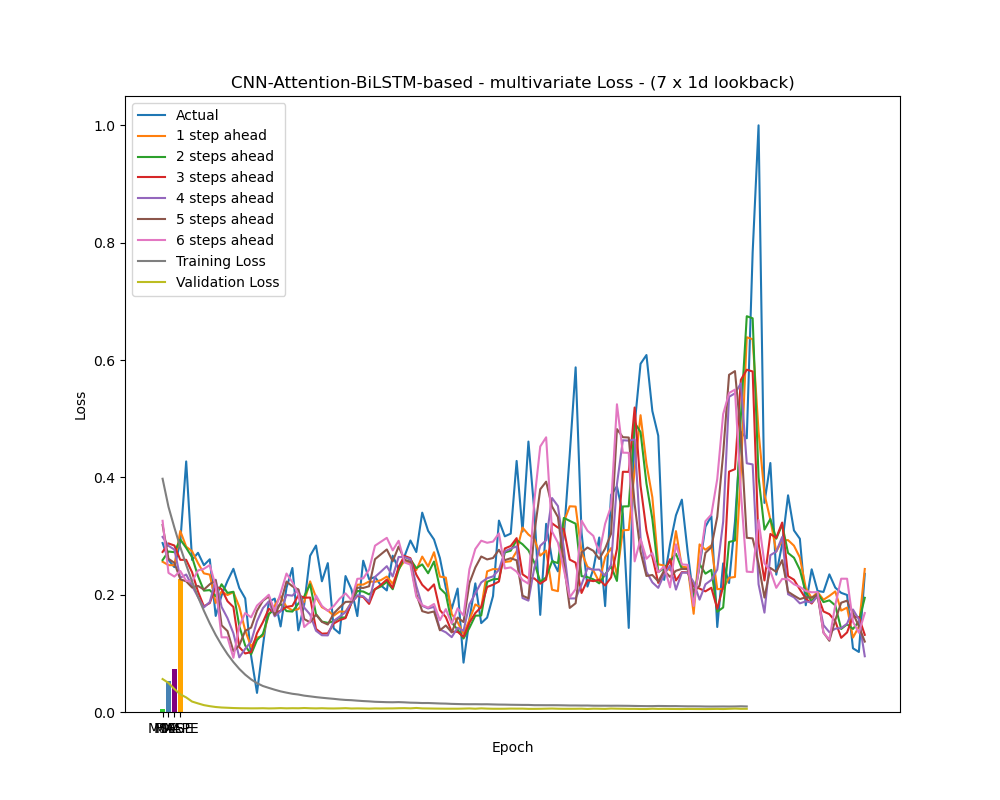 CNN-Attention-BiLSTM-based - multivariate Loss - (7 x 1d lookback)
Actual
1 step ahead
2 steps ahead
3 steps ahead
4 steps ahead
5 steps ahead
6 steps ahead
Training Loss
Validation Loss
1.0
0.8
0.6
0.4
0.2
0.0
Loss
Epoch